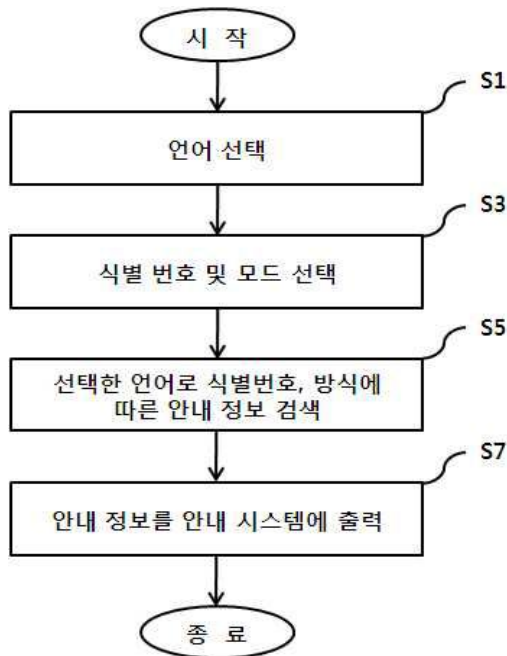 시 작
S1
언어 선택
S3
식별 번호 및 모드 선택
S5
선택한 언어로 식별번호, 방식에
따른 안내 정보 검색
S7
안내 정보를 안내 시스템에 출력
종 료